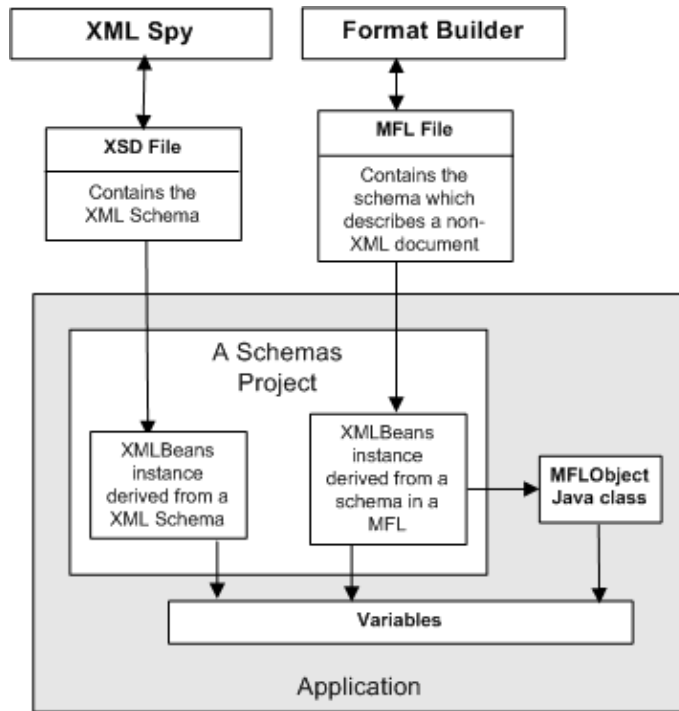 XML Spy
Format Builder
XSD File
Contains the
XML Schema
MFL File
Contains the
schema which
describes a non-
XML document
A Schemas
Project
XMLBeans
instance
derived from a
XML Schema
XMLBeans
instance
derived from a
schema in a
MFL
MFLObject
Java class
Variables
Application